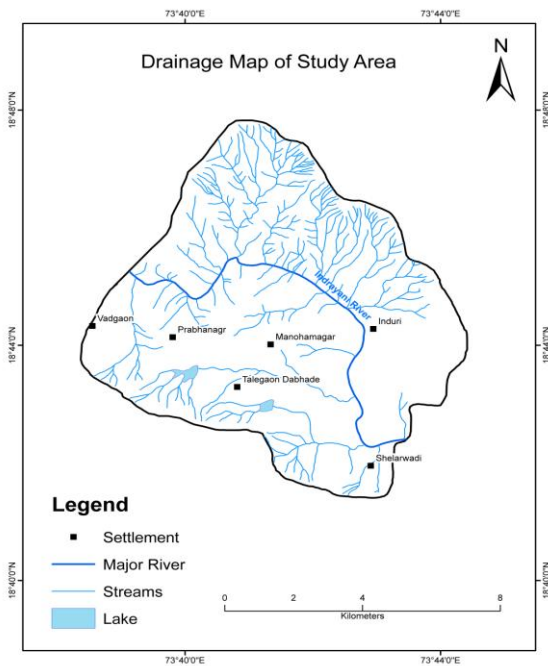 73°40'0"E 73°44'0"E
Drainage Map of Study Area
N
18°48'0"N 18°48'0"N
Indrayani River
Vadgaon
Prabhanagr
Manohamagar
Induri
18°44'0"N 18°44'0"N
Talegaon Dabhade
Shelarwadi
Legend
Settlement
Major River
Streams
Lake
0 4 8
Kilometers
18°40'0"N 18°40'0"N
73°40'0"E 73°44'0"E